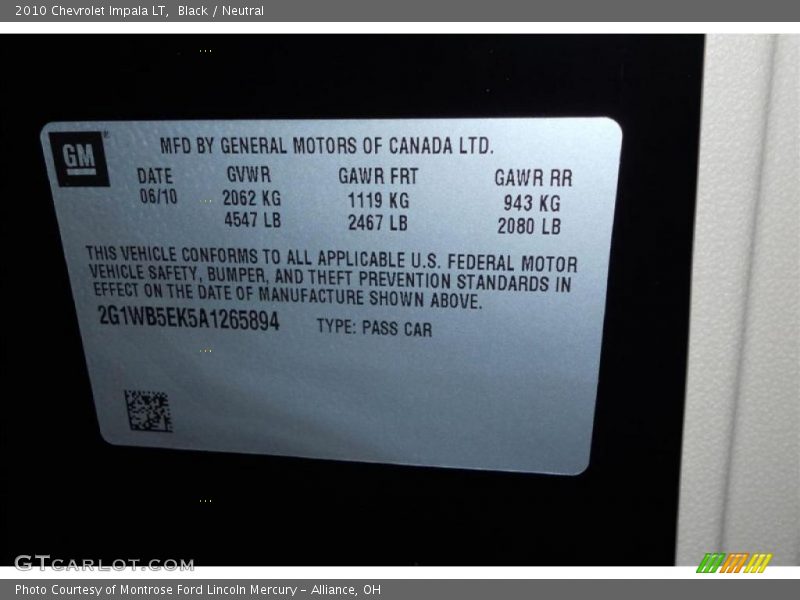 2010 Chevrolet Impala LT,  Black / Neutral
GM
MFD BY GENERAL MOTORS OF CANADA LTD.
DATE GVWR GAWR FRT GAWR RR
06/10 2062 KG 1119 KG 943 KG
4547 LB 2467 LB 2080 LB
THIS VEHICLE CONFORMS TO ALL APPLICABLE U.S. FEDERAL MOTOR
VEHICLE SAFETY, BUMPER, AND THEFT PREVENTION STANDARDS IN
EFFECT ON THE DATE OF MANUFACTURE SHOWN ABOVE.
2G1WB5EK5A1265894 TYPE: PASS CAR
GTCARLOT.COM
Photo Courtesy of Montrose Ford Lincoln Mercury - Alliance, OH